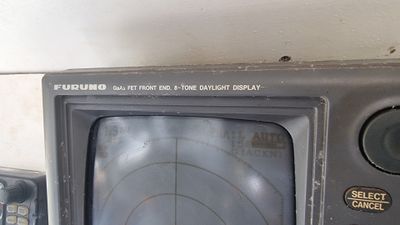 FURUNO GaAs FET FRONT END. 8-TONE DAYLIGHT DISPLAY
AUTO
SELECT
CANCEL